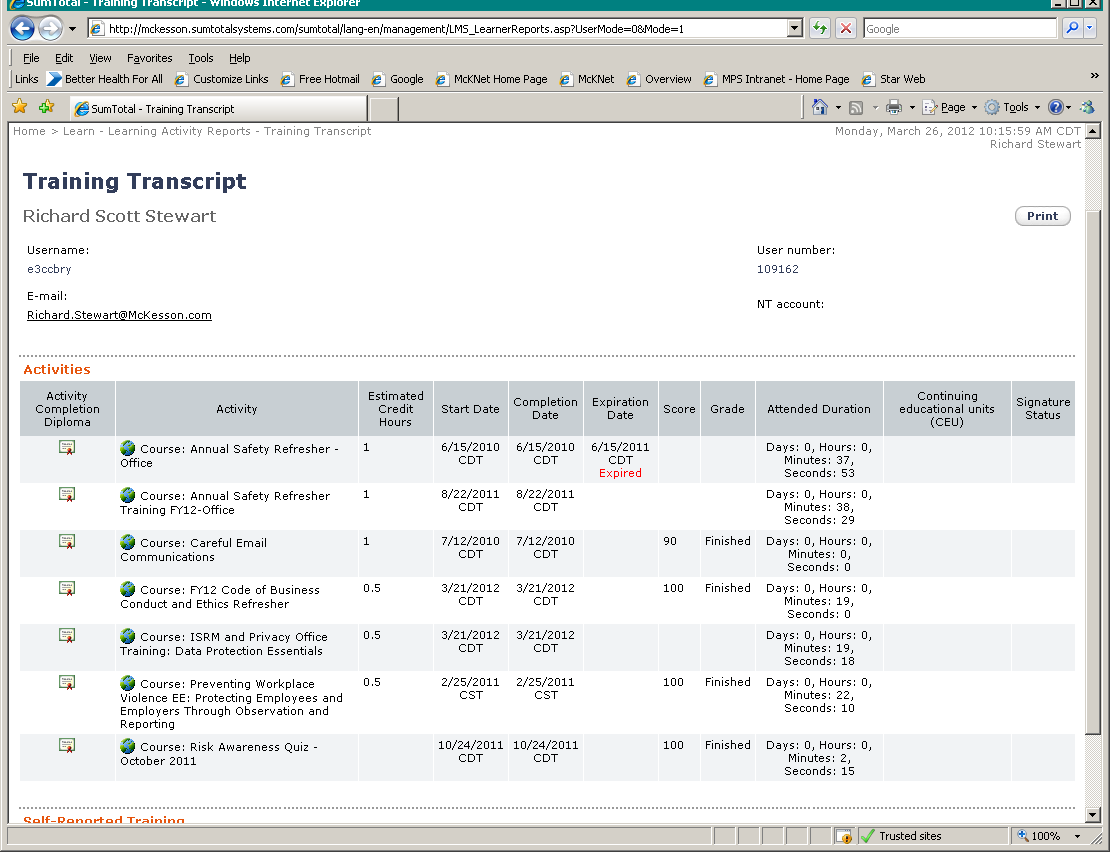 SumTotal - Training Transcript - Windows Internet Explorer
http://mckesson.sumtotalsystems.com/sumtotal/lang-en/management/LMS_LearnerReports.asp?UserMode=0&Mode=1
Google
File Edit View Favorites Tools Help
Links Better Health For All Customize Links Free Hotmail Google McKNet Home Page McKNet Overview MPS Intranet - Home Page Star Web »
SumTotal - Training Transcript
Page Tools
Home > Learn - Learning Activity Reports - Training Transcript
Monday, March 26, 2012 10:15:59 AM CDT
Richard Stewart
Training Transcript
Richard Scott Stewart
Print
Username:
e3ccbry
User number:
109162
E-mail:
Richard.Stewart@McKesson.com
NT account:
Activities
Activity Completion Diploma Activity Estimated Credit Hours Start Date Completion Date Expiration Date Score Grade Attended Duration Continuing educational units (CEU) Signature Status
Course: Annual Safety Refresher - Office 1 6/15/2010 CDT 6/15/2010 CDT 6/15/2011 CDT Expired Days: 0, Hours: 0, Minutes: 37, Seconds: 53
Course: Annual Safety Refresher Training FY12-Office 1 8/22/2011 CDT 8/22/2011 CDT Days: 0, Hours: 0, Minutes: 38, Seconds: 29
Course: Careful Email Communications 1 7/12/2010 CDT 7/12/2010 CDT 90 Finished Days: 0, Hours: 0, Minutes: 0, Seconds: 0
Course: FY12 Code of Business Conduct and Ethics Refresher 0.5 3/21/2012 CDT 3/21/2012 CDT 100 Finished Days: 0, Hours: 0, Minutes: 19, Seconds: 0
Course: ISRM and Privacy Office Training: Data Protection Essentials 0.5 3/21/2012 CDT 3/21/2012 CDT Days: 0, Hours: 0, Minutes: 19, Seconds: 18
Course: Preventing Workplace Violence EE: Protecting Employees and Employers Through Observation and Reporting 0.5 2/25/2011 CST 2/25/2011 CST 100 Finished Days: 0, Hours: 0, Minutes: 22, Seconds: 10
Course: Risk Awareness Quiz - October 2011 10/24/2011 CDT 10/24/2011 CDT 100 Finished Days: 0, Hours: 0, Minutes: 2, Seconds: 15
Self-Reported Training
Trusted sites 100%